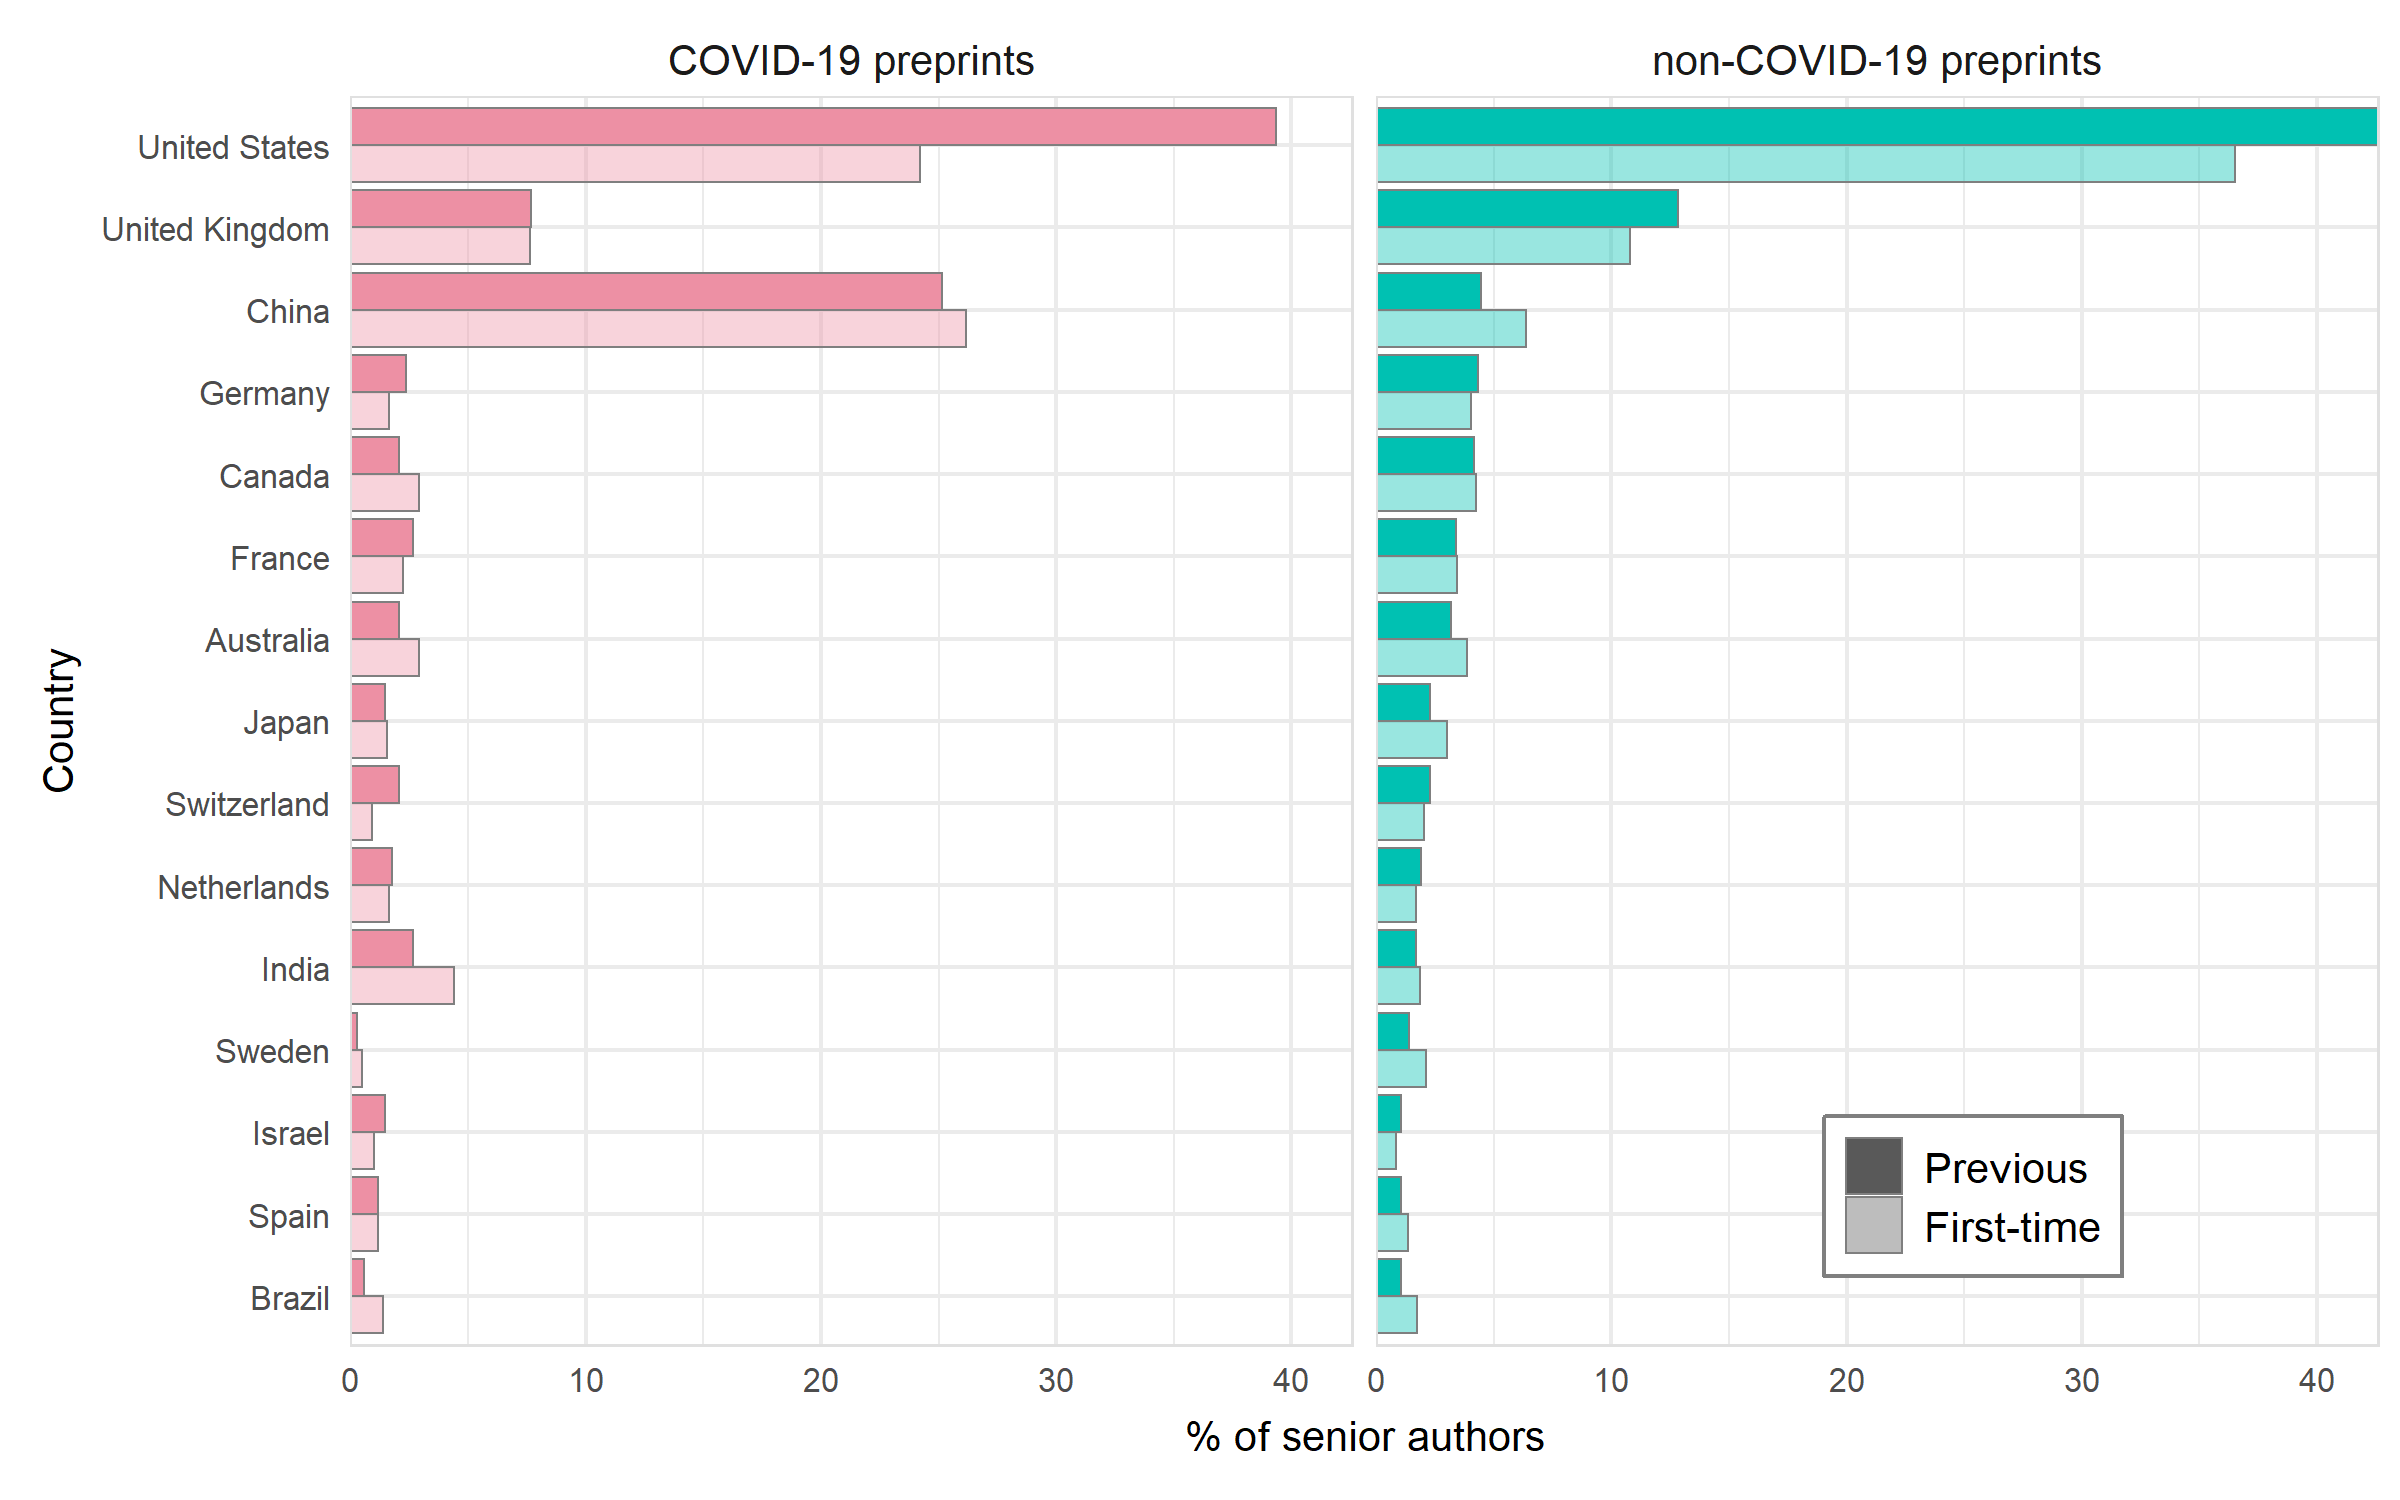 COVID-19 preprints
non-COVID-19 preprints
United States
United Kingdom
China
Germany
Canada
France
Australia
Japan
Switzerland
Netherlands
India
Sweden
Israel
Spain
Brazil
Country
Previous
First-time
0 10 20 30 40
0 10 20 30 40
% of senior authors